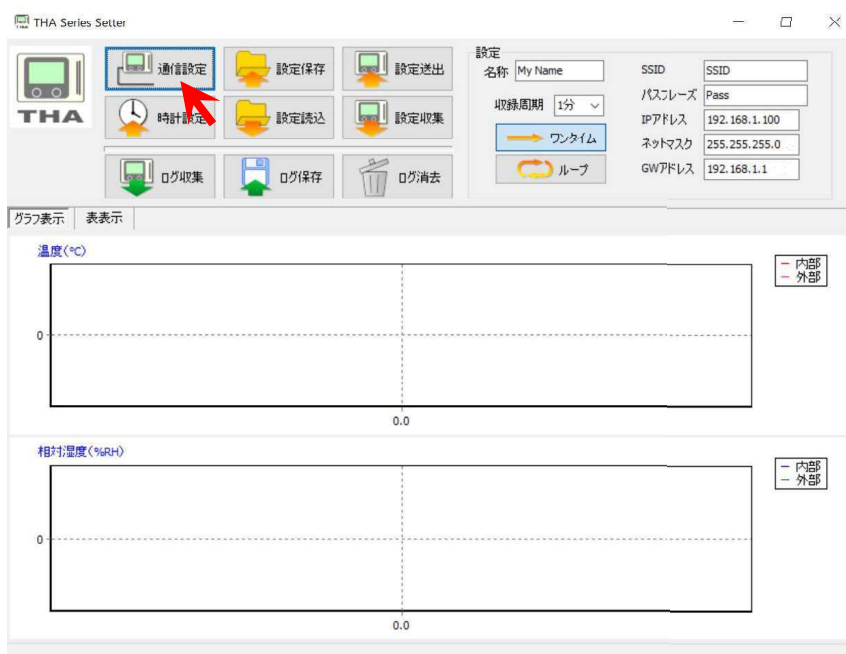 THA Series Setter
THA
THA
通信設定
設定保存
設定送出
時計設定
設定読込
設定収集
ログ収集
ログ保存
ログ消去
設定
名称 My Name
収録周期 1分
ワンタイム
ループ
SSID SSID
パスフレーズ Pass
IPアドレス 192.168.1.100
ネットマスク 255.255.255.0
GWアドレス 192.168.1.1
グラフ表示 表表示
温度(℃)
内部
外部
0
0.0
相対湿度(%RH)
内部
外部
0
0.0